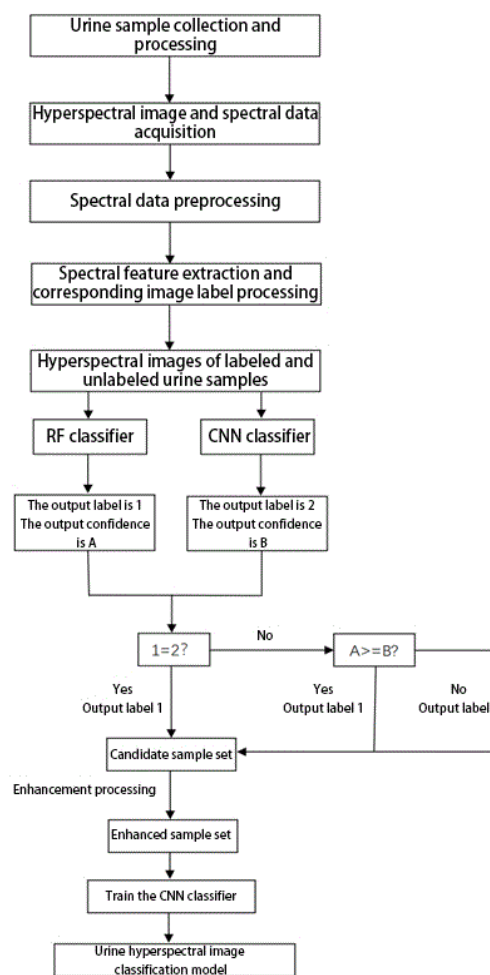 Urine sample collection and
processing
Hyperspectral image and spectral data
acquisition
Spectral data preprocessing
Spectral feature extraction and
corresponding image label processing
Hyperspectral images of labeled and
unlabeled urine samples
RF classifier
CNN classifier
The output label is 1
The output confidence
is A
The output label is 2
The output confidence
is B
1=2?
No
A>=B?
Yes
Output label 1
Yes
Output label 1
No
Output label
Candidate sample set
Enhancement processing
Enhanced sample set
Train the CNN classifier
Urine hyperspectral image
classification model